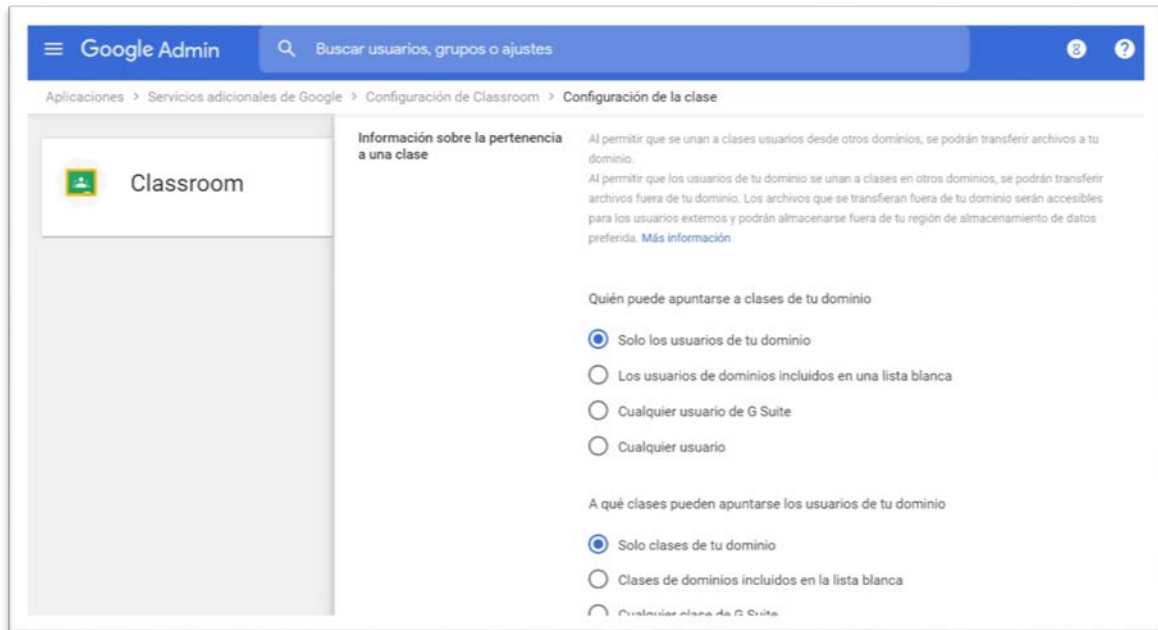 Google Admin
Buscar usuarios, grupos o ajustes
Aplicaciones > Servicios adicionales de Google > Configuración de Classroom > Configuración de la clase
Classroom
Información sobre la pertenencia
a una clase
Al permitir que se unan a clases usuarios desde otros dominios, se podrán transferir archivos a tu
dominio.
Al permitir que los usuarios de tu dominio se unan a clases en otros dominios, se podrán transferir
archivos fuera de tu dominio. Los archivos que se transfieran fuera de tu dominio serán accesibles
para los usuarios externos y podrán almacenarse fuera de tu región de almacenamiento de datos
preferida. Más información
Quién puede apuntarse a clases de tu dominio
Solo los usuarios de tu dominio
Los usuarios de dominios incluidos en una lista blanca
Cualquier usuario de G Suite
Cualquier usuario
A qué clases pueden apuntarse los usuarios de tu dominio
Solo clases de tu dominio
Clases de dominios incluidos en la lista blanca
Cualquier clase de G Suite